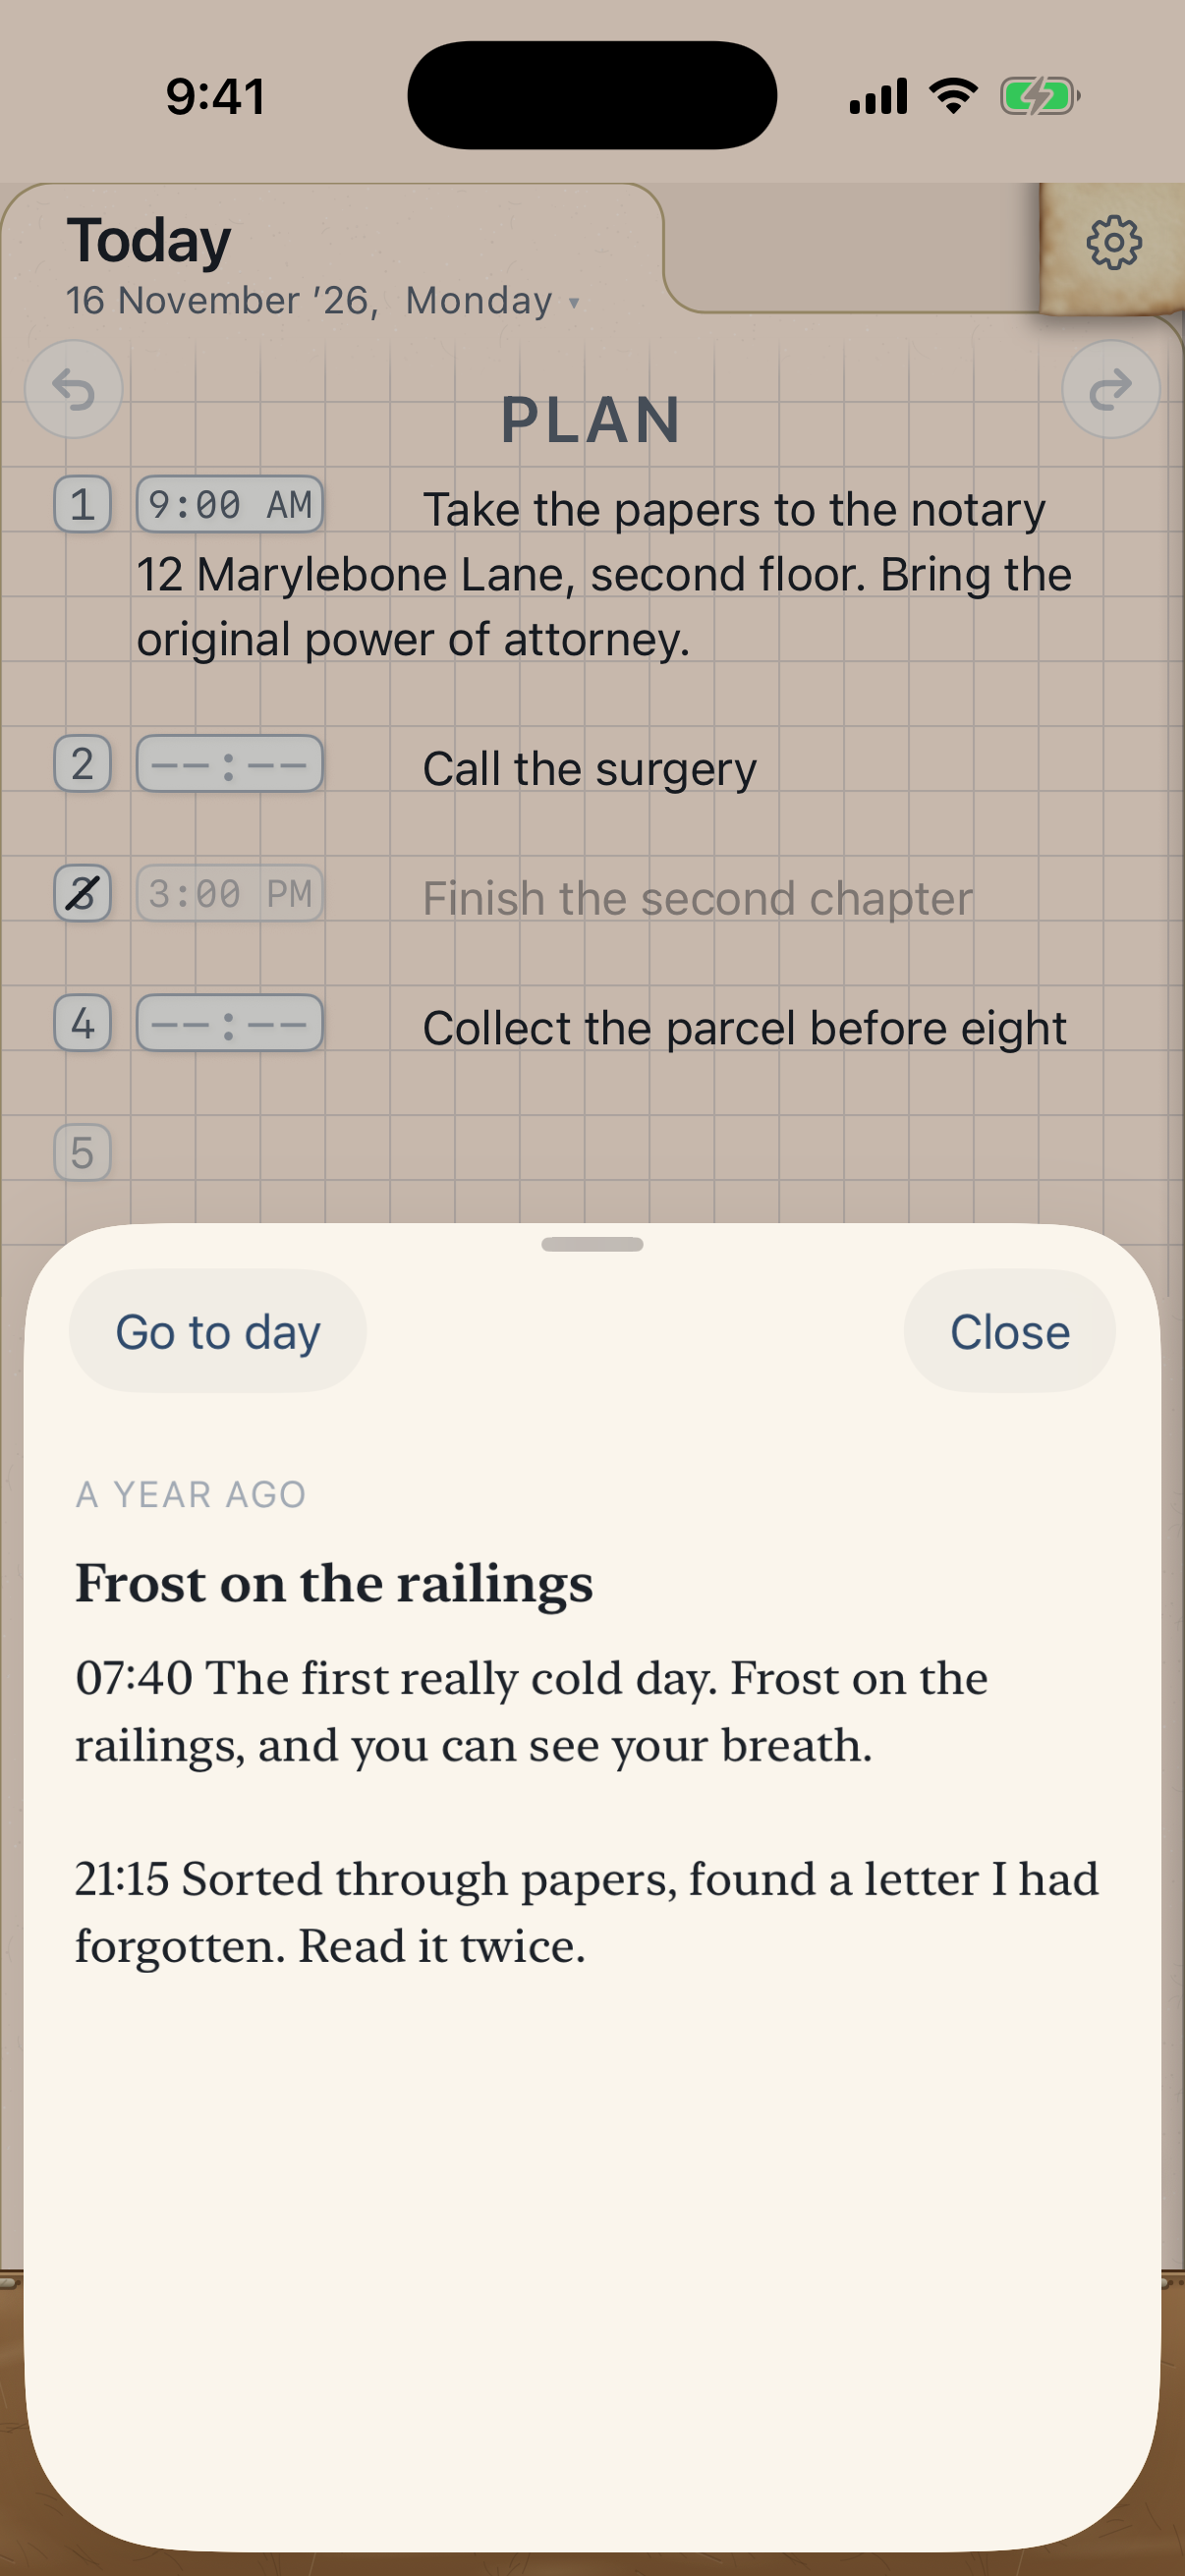 9:41
Today
16 November ’26, Monday ▾
PLAN
1 9:00 AM Take the papers to the notary
12 Marylebone Lane, second floor. Bring the
original power of attorney.
2 --:-- Call the surgery
3 3:00 PM Finish the second chapter
4 --:-- Collect the parcel before eight
5
Go to day
Close
A YEAR AGO
Frost on the railings
07:40 The first really cold day. Frost on the
railings, and you can see your breath.
21:15 Sorted through papers, found a letter I had
forgotten. Read it twice.